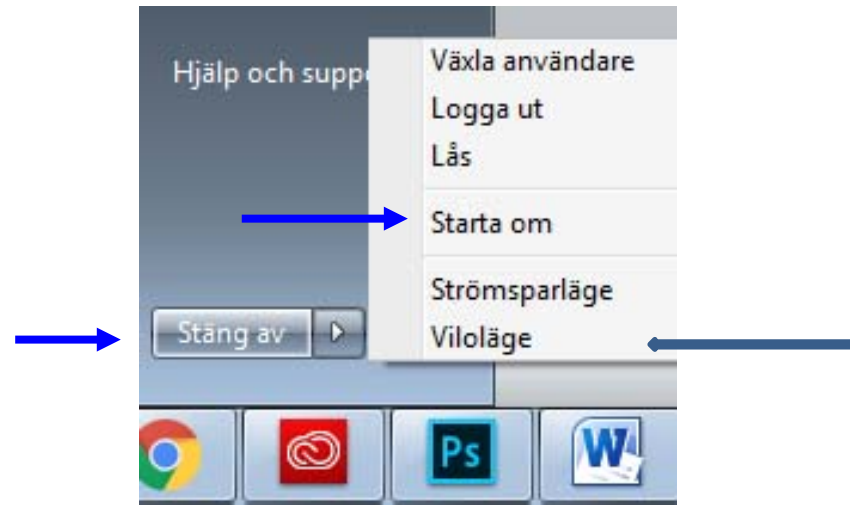 Hjälp och supp
Växla användare
Logga ut
Lås
Starta om
Strömsparläge
Viloläge
Stäng av
Ps
W